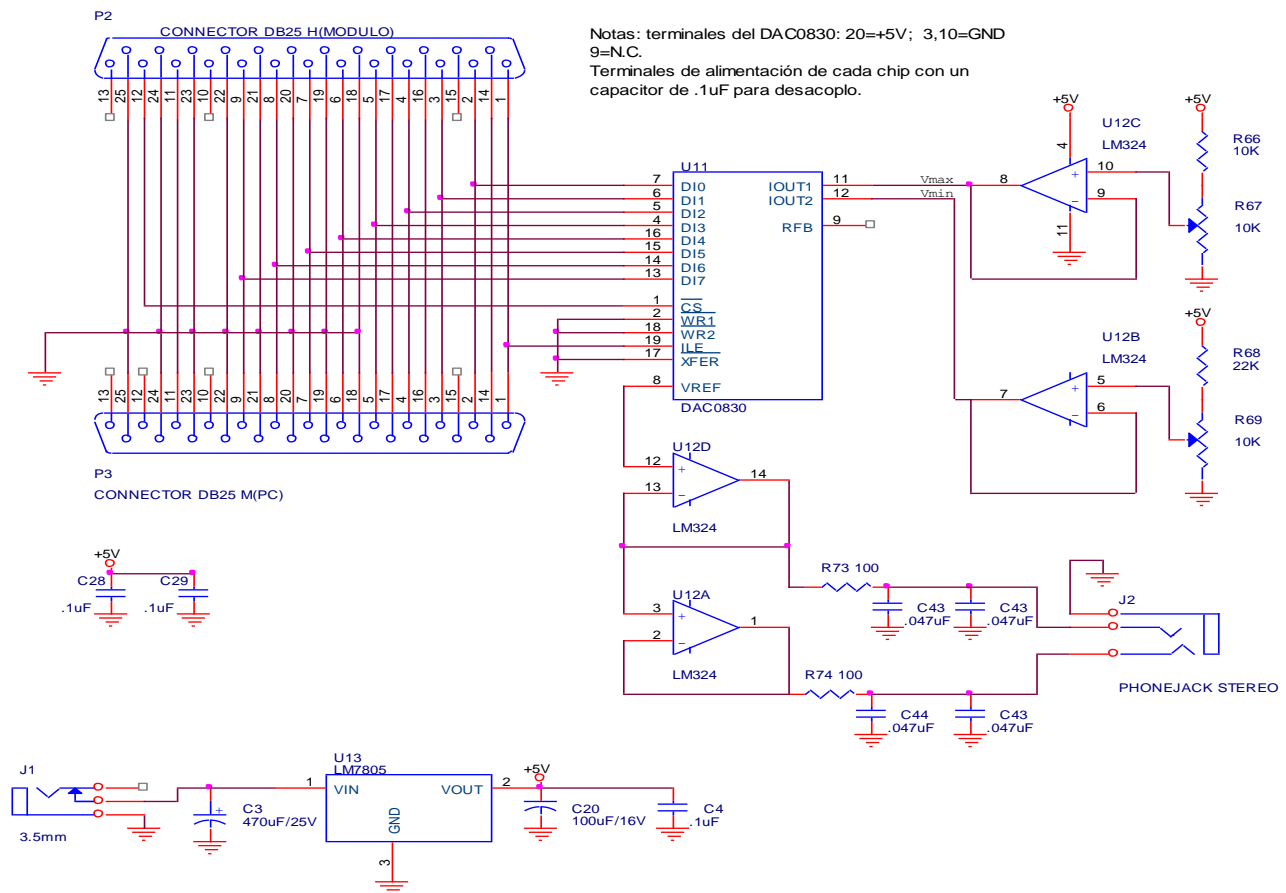 P2
CONNECTOR DB25 H(MODULO)
13 25 12 24 11 23 10 22 9 21 8 20 7 19 6 18 5 17 4 16 3 15 2 14 1
Notas: terminales del DAC0830: 20=+5V; 3,10=GND
9=N.C.
Terminales de alimentación de cada chip con un
capacitor de .1uF para desacoplo.
U11
7 DI0
6 DI1
5 DI2
4 DI3
16 DI4
15 DI5
14 DI6
13 DI7
1 CS
2 WR1
18 WR2
19 ILE
17 XFER
8 VREF
IOUT1 11 Vmax
IOUT2 12 Vmin
RFB 9
DAC0830
+5V
U12C
LM324
4
8
10
9
11
+
−
+5V
R66
10K
R67
10K
U12B
LM324
7
5
6
+
−
+5V
R68
22K
R69
10K
13 25 12 24 11 23 10 22 9 21 8 20 7 19 6 18 5 17 4 16 3 15 2 14 1
P3
CONNECTOR DB25 M(PC)
U12D
12
13
14
+
−
LM324
U12A
3
2
1
+
−
LM324
R73 100
C43
.047uF
C43
.047uF
R74 100
C44
.047uF
C43
.047uF
J2
PHONEJACK STEREO
+5V
C28
.1uF
C29
.1uF
J1
3.5mm
C3
470uF/25V
+
U13
LM7805
1 VIN
VOUT 2
GND
3
+5V
C20
100uF/16V
C4
.1uF